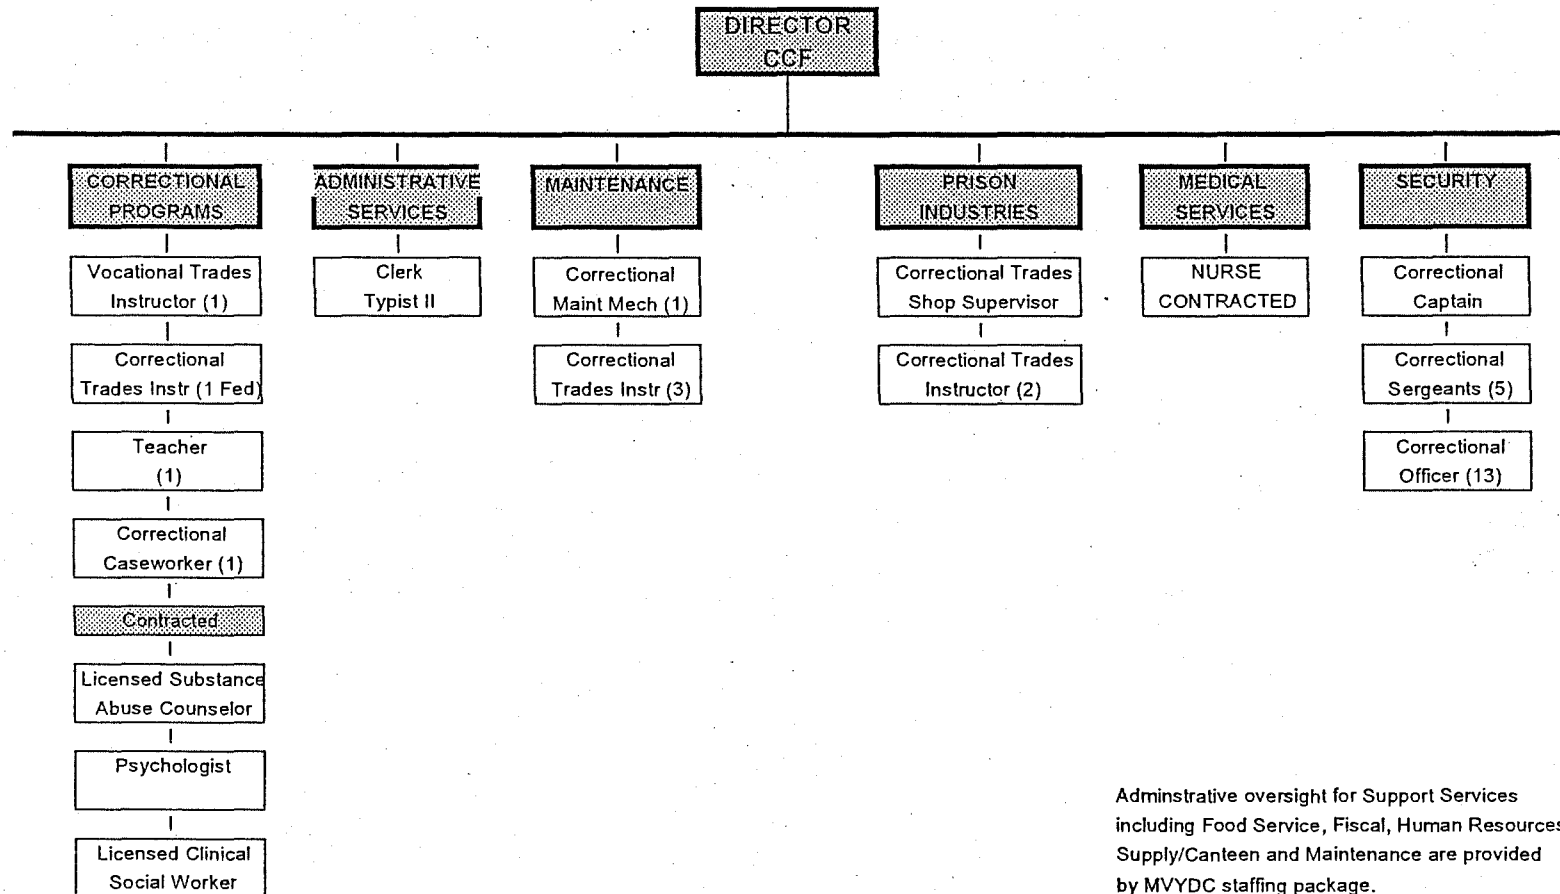 DIRECTOR
CCF
CORRECTIONAL
PROGRAMS
Vocational Trades
Instructor (1)
Correctional
Trades Instr (1 Fed)
Teacher
(1)
Correctional
Caseworker (1)
Contracted
Licensed Substance
Abuse Counselor
Psychologist
Licensed Clinical
Social Worker
ADMINISTRATIVE
SERVICES
Clerk
Typist II
MAINTENANCE
Correctional
Maint Mech (1)
Correctional
Trades Instr (3)
PRISON
INDUSTRIES
Correctional Trades
Shop Supervisor
Correctional Trades
Instructor (2)
MEDICAL
SERVICES
NURSE
CONTRACTED
SECURITY
Correctional
Captain
Correctional
Sergeants (5)
Correctional
Officer (13)
Adminstrative oversight for Support Services
including Food Service, Fiscal, Human Resources
Supply/Canteen and Maintenance are provided
by MVYDC staffing package.